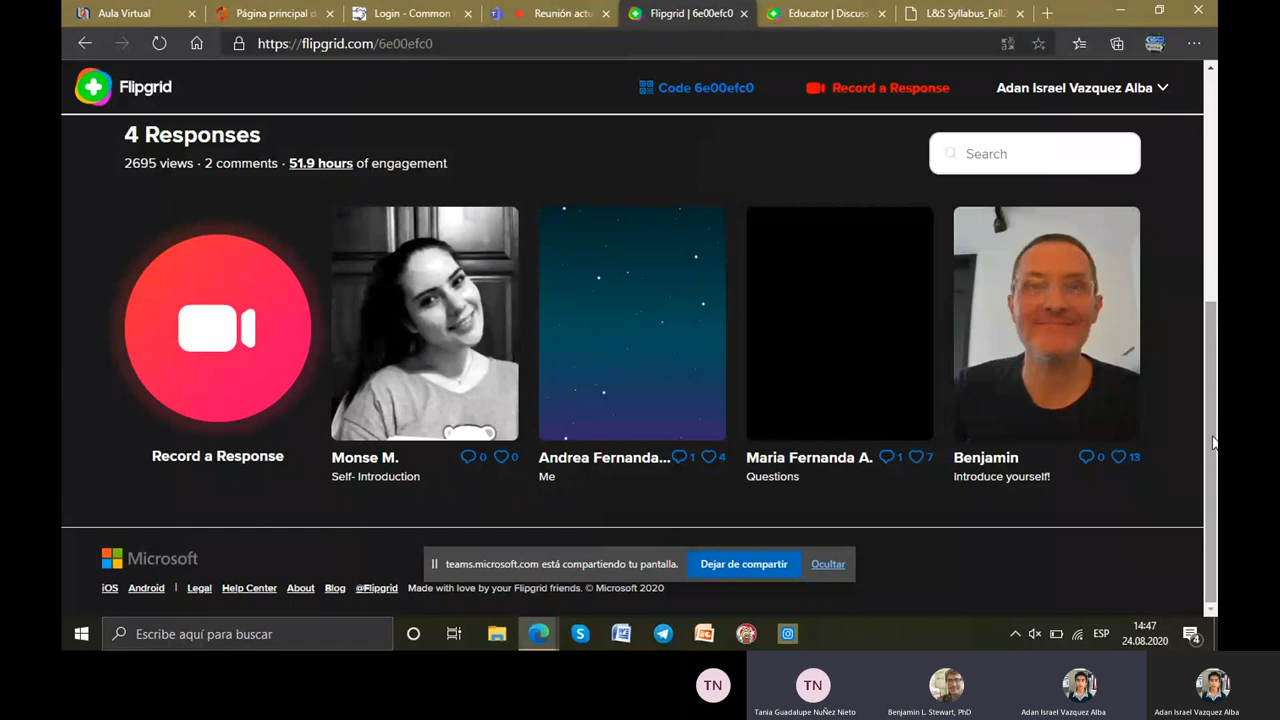 Aula Virtual
Página principal d
Login - Common
Reunión actu
Flipgrid | 6e00efc0
Educator | Discuss
L&S Syllabus_Fall2
https://flipgrid.com/6e00efc0
Flipgrid
Code 6e00efc0
Record a Response
Adan Israel Vazquez Alba
4 Responses
2695 views · 2 comments · 51.9 hours of engagement
Search
Record a Response
Monse M.
0
0
Self- Introduction
Andrea Fernanda...
1
4
Me
Maria Fernanda A.
1
7
Questions
Benjamin
0
13
Introduce yourself!
Microsoft
teams.microsoft.com está compartiendo tu pantalla.
Dejar de compartir
Ocultar
iOS
Android
Legal
Help Center
About
Blog
@Flipgrid
Made with love by your Flipgrid friends. © Microsoft 2020
Escribe aquí para buscar
ESP
14:47
24.08.2020
4
TN
TN
Tania Guadalupe NuÑez Nieto
Benjamin L. Stewart, PhD
Adan Israel Vazquez Alba
Adan Israel Vazquez Alba